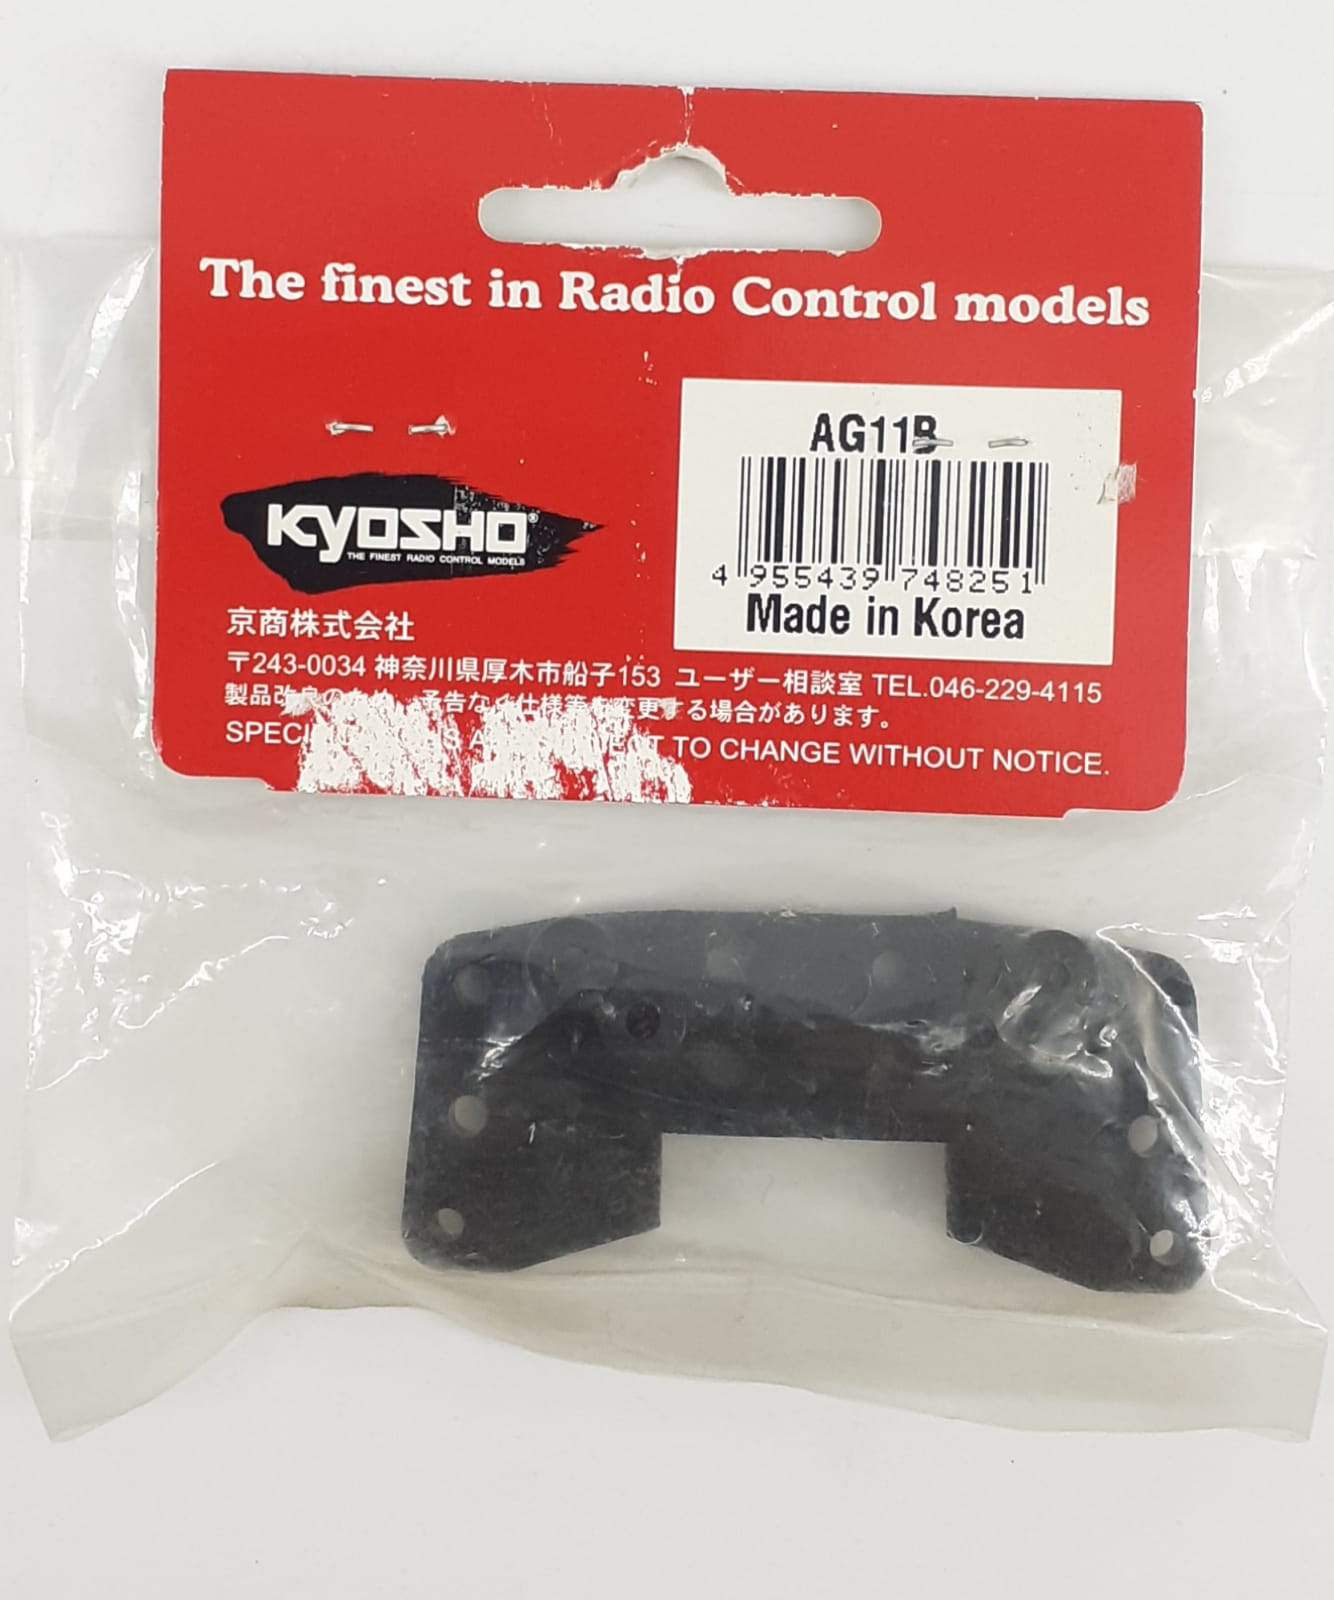 The finest in Radio Control models
AG11B
4 955439 748251
Made in Korea
KYOSHO®
THE FINEST RADIO CONTROL MODELS
京商株式会社
〒243-0034 神奈川県厚木市船子153 ユーザー相談室 TEL.046-229-4115
製品改良のため、予告なく仕様等を変更する場合があります。
TO CHANGE WITHOUT NOTICE.